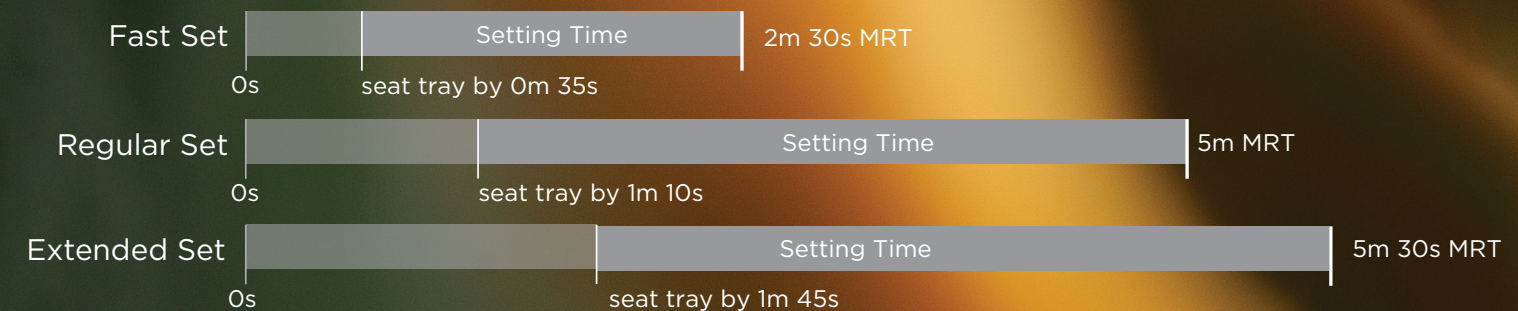 Fast Set
Setting Time
2m 30s MRT
0s
seat tray by 0m 35s
Regular Set
Setting Time
5m MRT
0s
seat tray by 1m 10s
Extended Set
Setting Time
5m 30s MRT
0s
seat tray by 1m 45s